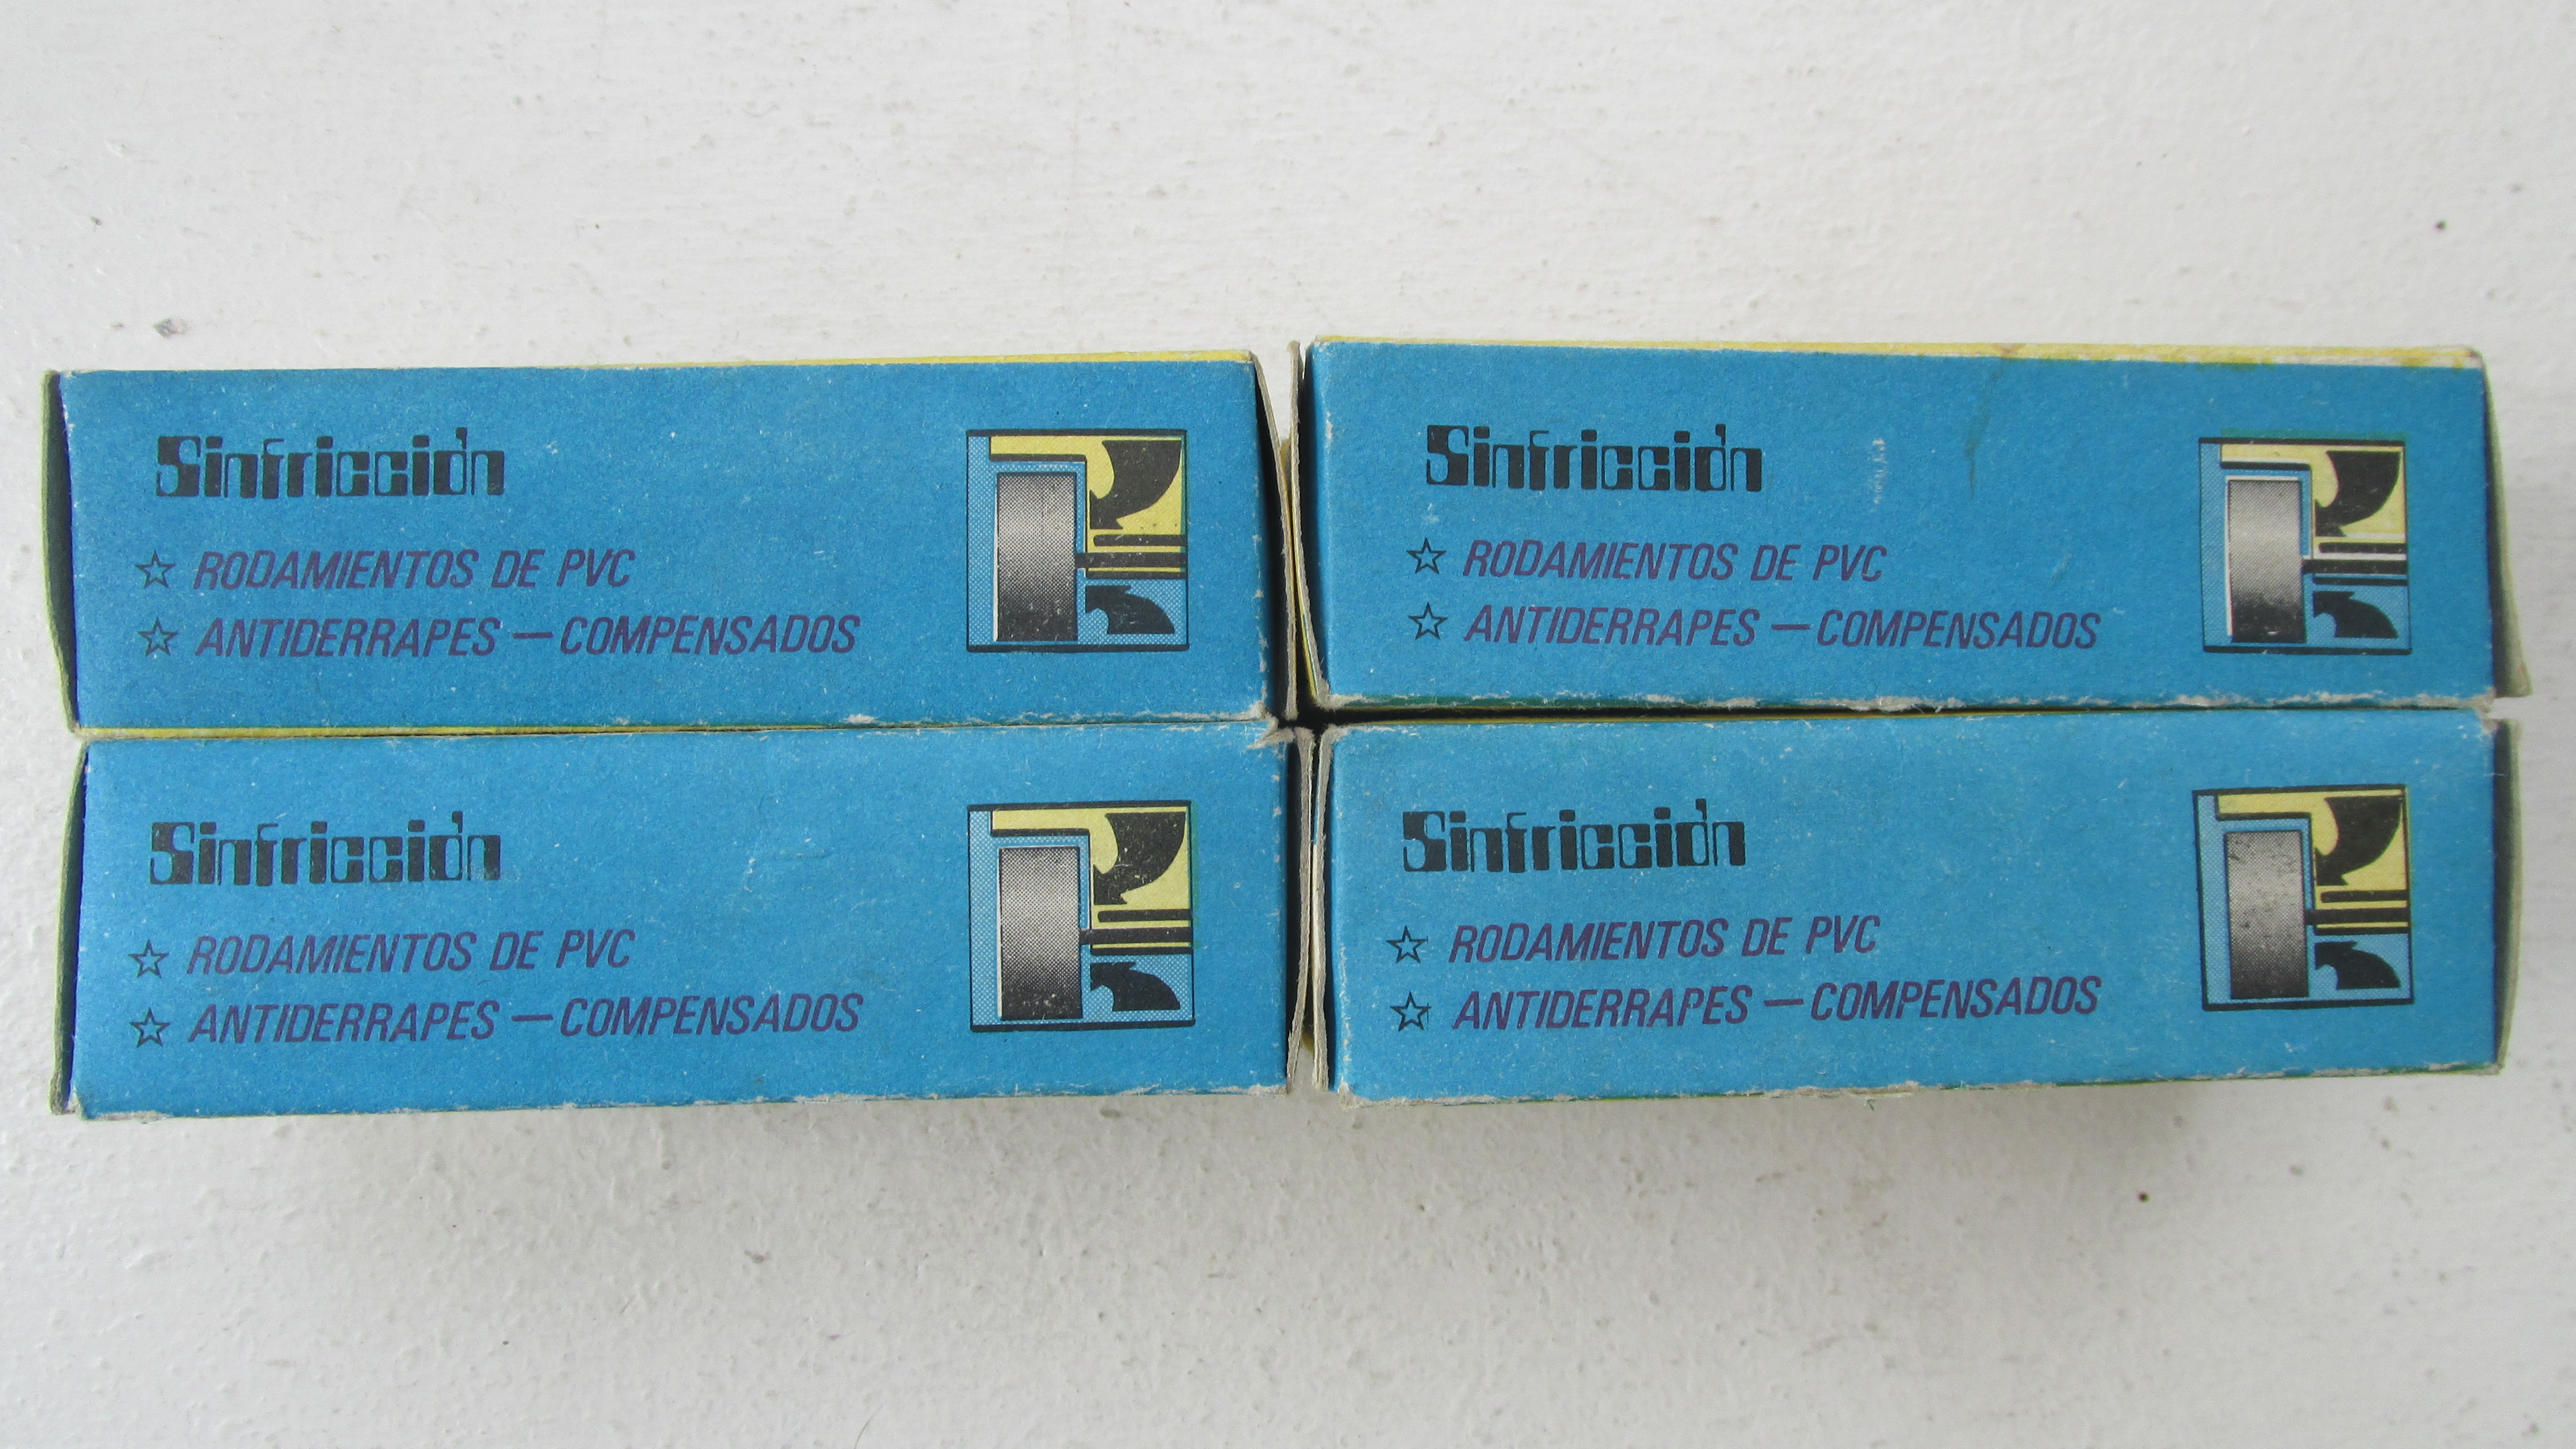 Sinfricción
☆ RODAMIENTOS DE PVC
☆ ANTIDERRAPES — COMPENSADOS
Sinfricción
☆ RODAMIENTOS DE PVC
☆ ANTIDERRAPES — COMPENSADOS
Sinfricción
☆ RODAMIENTOS DE PVC
☆ ANTIDERRAPES — COMPENSADOS
Sinfricción
☆ RODAMIENTOS DE PVC
☆ ANTIDERRAPES — COMPENSADOS